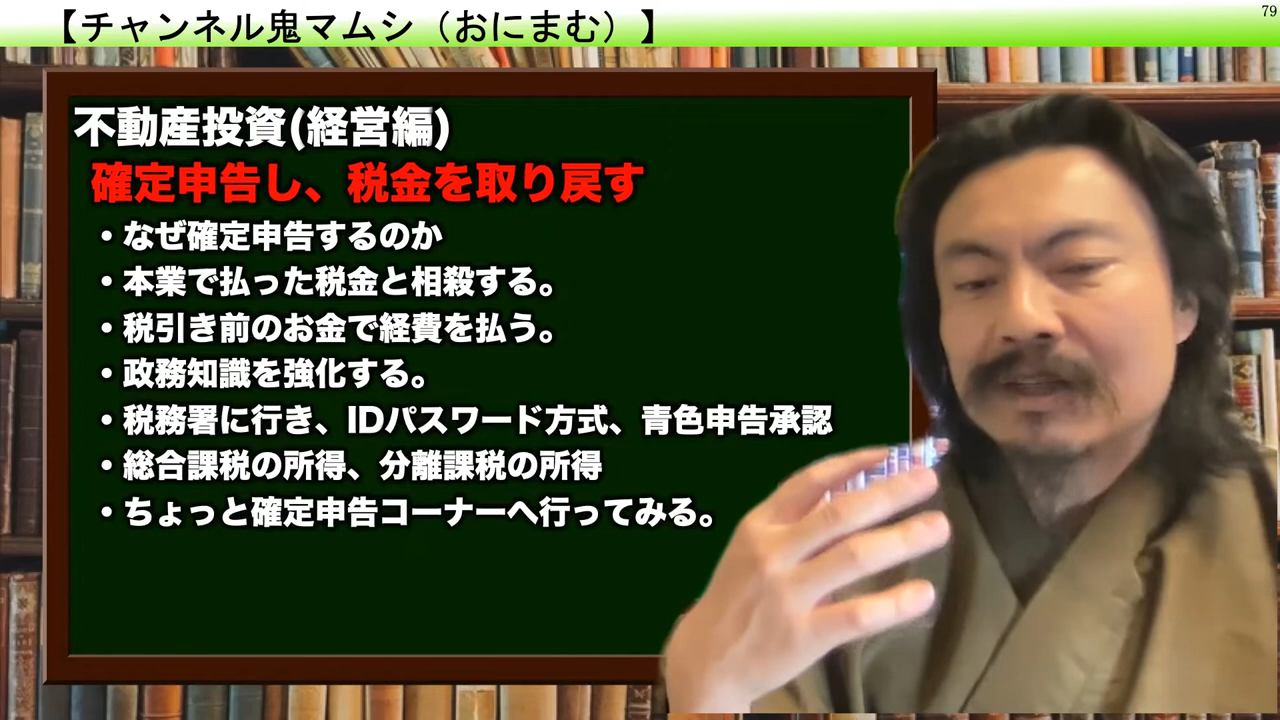 【チャンネル鬼マムシ（おにまむ）】
79
不動産投資(経営編)
確定申告し、税金を取り戻す
・なぜ確定申告するのか
・本業で払った税金と相殺する。
・税引き前のお金で経費を払う。
・政務知識を強化する。
・税務署に行き、IDパスワード方式、青色申告承認
・総合課税の所得、分離課税の所得
・ちょっと確定申告コーナーへ行ってみる。